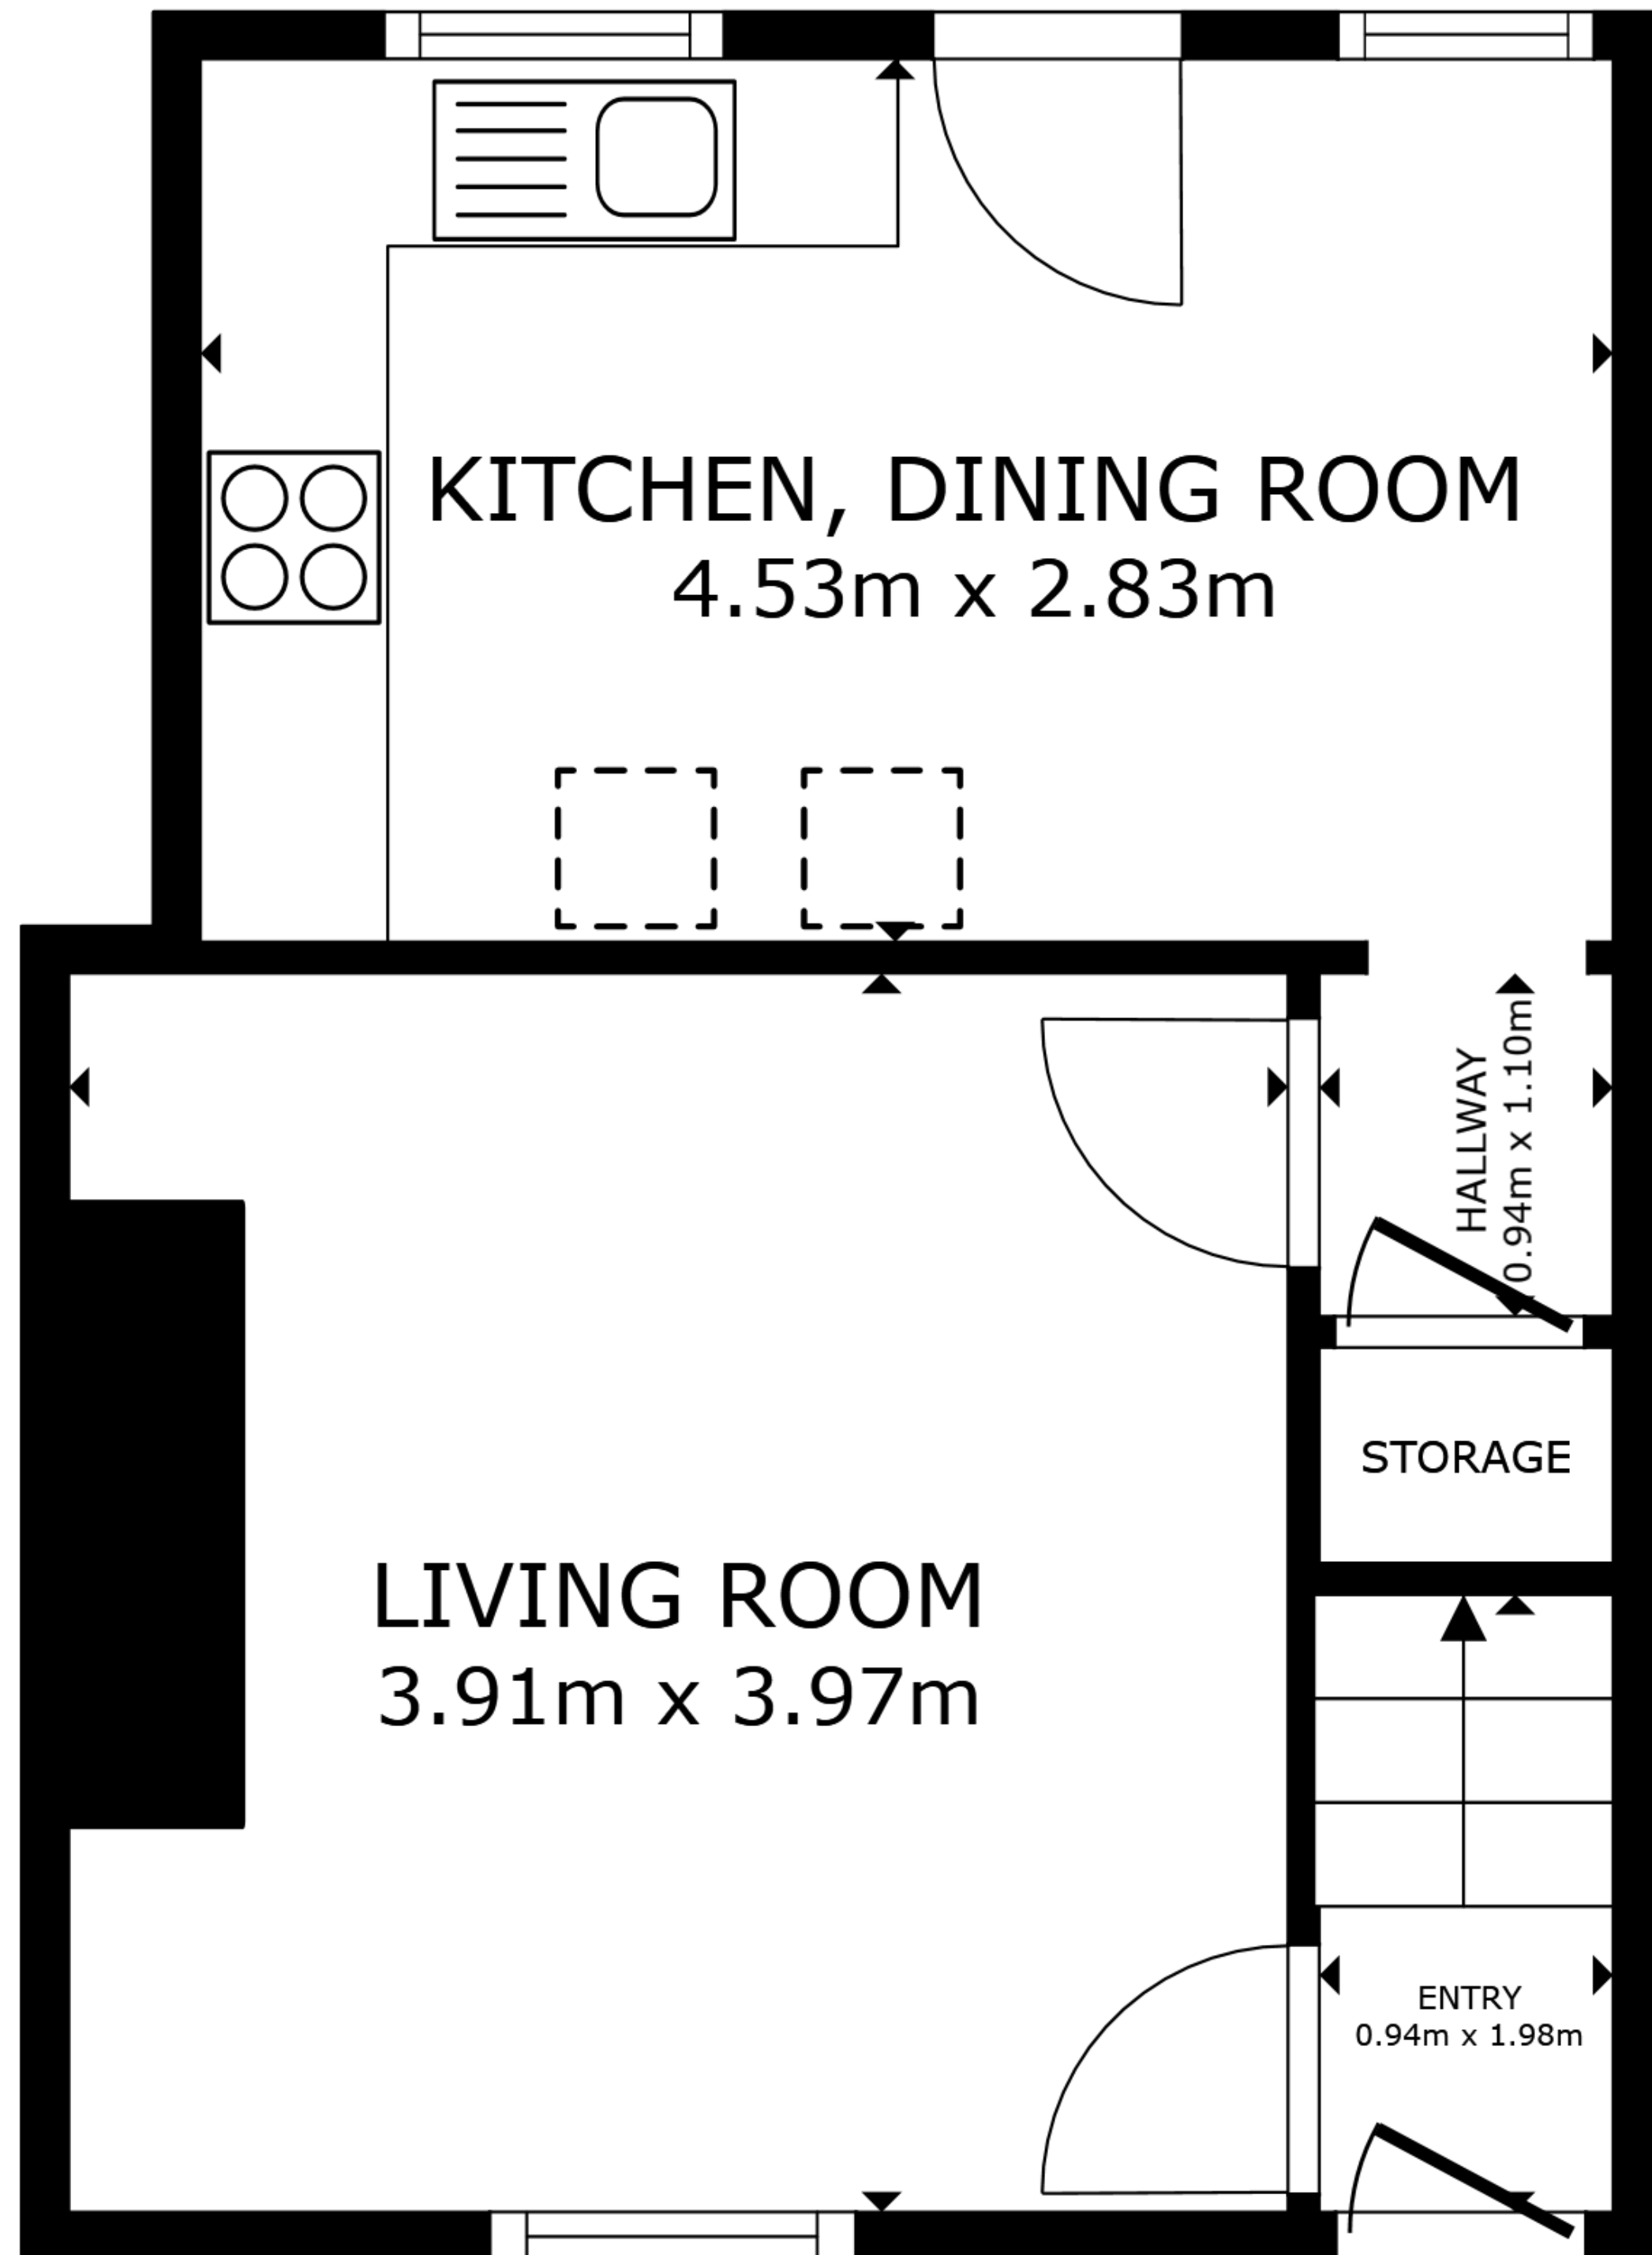 KITCHEN, DINING ROOM
4.53m x 2.83m
HALLWAY
0.94m x 1.10m
STORAGE
LIVING ROOM
3.91m x 3.97m
ENTRY
0.94m x 1.98m